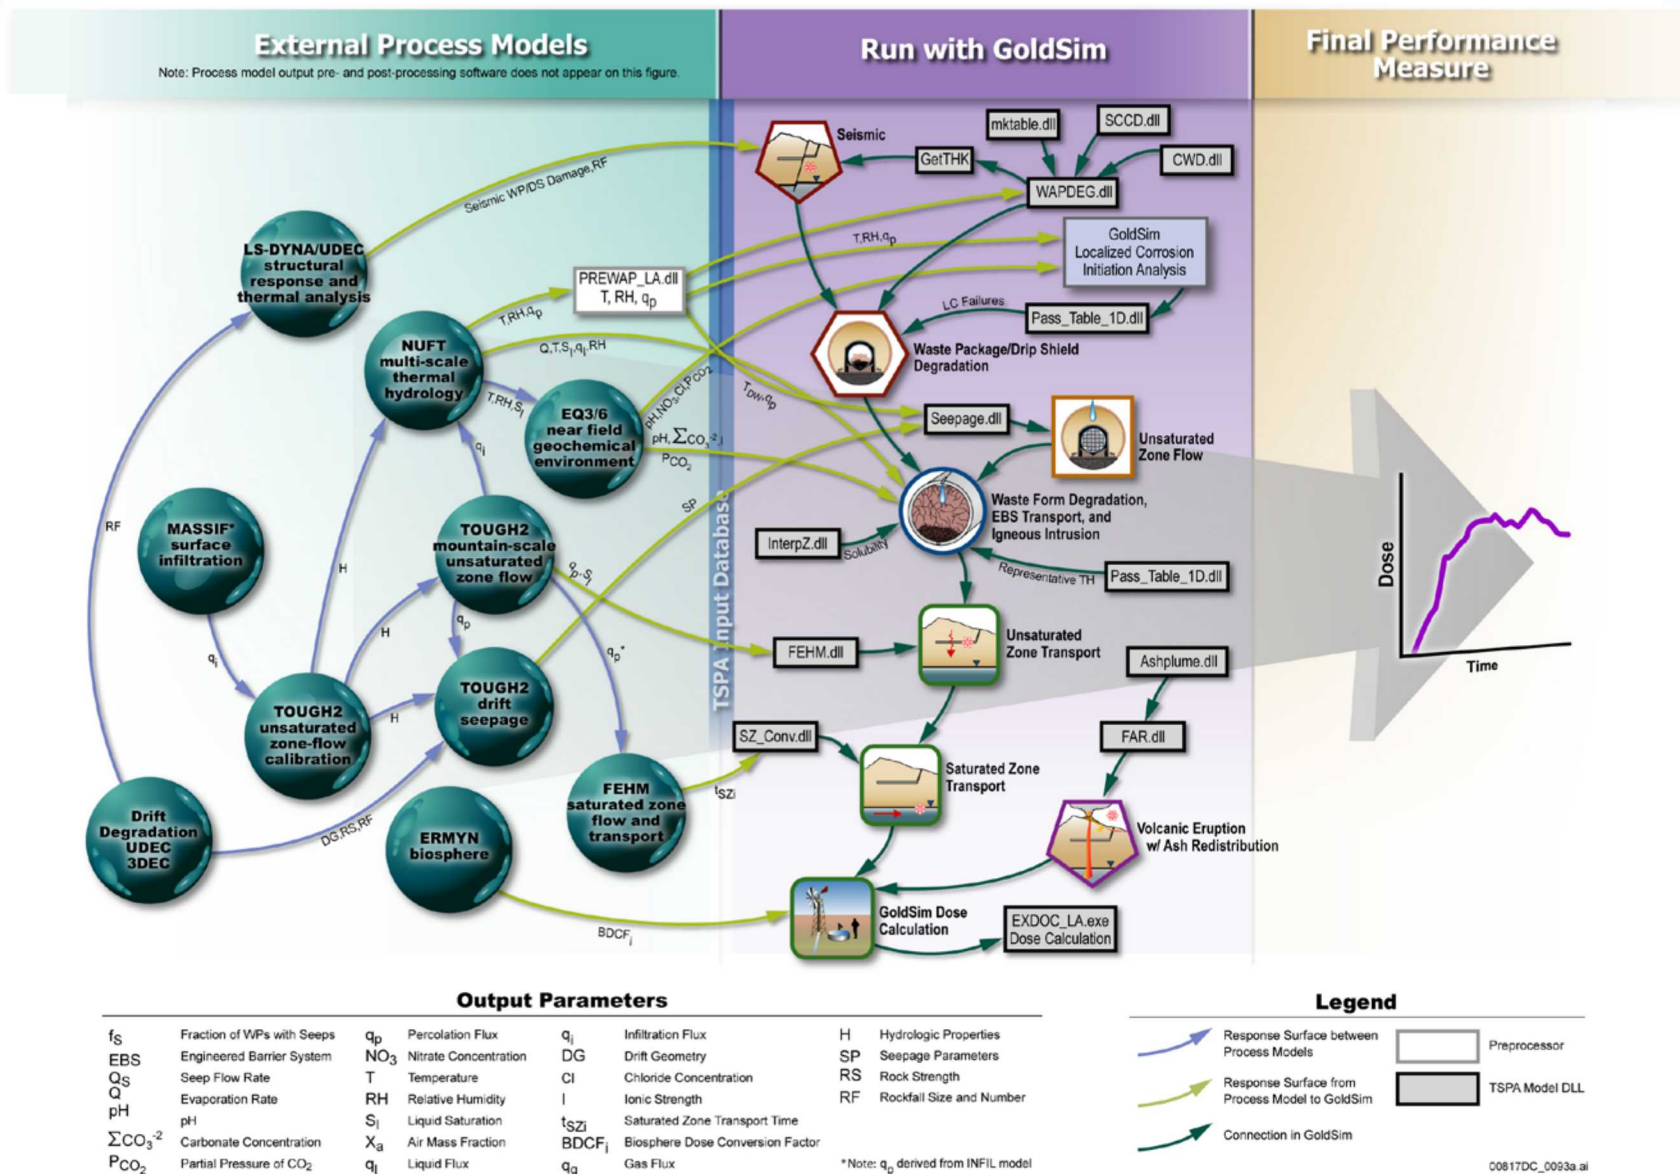 External Process Models
Note: Process model output pre- and post-processing software does not appear on this figure.
Run with GoldSim
Final Performance
Measure
Seismic WP/DS Damage,RF
LS-DYNA/UDEC
structural
response and
thermal analysis
PREWAP_LA.dll
T, RH, qp
T,RH,qp
NUFT
multi-scale
thermal
hydrology
Q,T,Sl,ql,RH
T,RH,Sl
EQ3/6
near field
geochemical
environment
pH,NO3,Cl,PCO2
pH, ΣCO3-2,I
PCO2
TDW,qp
qi
RF
MASSIF*
surface
infiltration
H
TOUGH2
mountain-scale
unsaturated
zone flow
SP
qp,Sl
H
qp
qp*
qi
TOUGH2
drift
seepage
H
TOUGH2
unsaturated
zone-flow
calibration
Drift
Degradation
UDEC
3DEC
DG,RS,RF
ERMYN
biosphere
FEHM
saturated zone
flow and
transport
tSZi
BDCFi
TSPA Input Database
Seismic
mktable.dll
SCCD.dll
GetTHK
CWD.dll
WAPDEG.dll
T,RH,qp
GoldSim
Localized Corrosion
Initiation Analysis
LC Failures
Pass_Table_1D.dll
Waste Package/Drip Shield
Degradation
Seepage.dll
Unsaturated
Zone Flow
Waste Form Degradation,
EBS Transport, and
Igneous Intrusion
InterpZ.dll
Solubility
Representative TH
Pass_Table_1D.dll
FEHM.dll
Unsaturated
Zone Transport
Ashplume.dll
SZ_Conv.dll
FAR.dll
Saturated Zone
Transport
Volcanic Eruption
w/ Ash Redistribution
GoldSim Dose
Calculation
EXDOC_LA.exe
Dose Calculation
Dose
Time
Output Parameters
fS Fraction of WPs with Seeps
EBS Engineered Barrier System
QS Seep Flow Rate
Q Evaporation Rate
pH pH
ΣCO3-2 Carbonate Concentration
PCO2 Partial Pressure of CO2
qp Percolation Flux
NO3 Nitrate Concentration
T Temperature
RH Relative Humidity
Sl Liquid Saturation
Xa Air Mass Fraction
ql Liquid Flux
qi Infiltration Flux
DG Drift Geometry
Cl Chloride Concentration
I Ionic Strength
tSZi Saturated Zone Transport Time
BDCFi Biosphere Dose Conversion Factor
qg Gas Flux
H Hydrologic Properties
SP Seepage Parameters
RS Rock Strength
RF Rockfall Size and Number
*Note: qp derived from INFIL model
Legend
Response Surface between
Process Models
Response Surface from
Process Model to GoldSim
Connection in GoldSim
Preprocessor
TSPA Model DLL
00817DC_0093a.ai